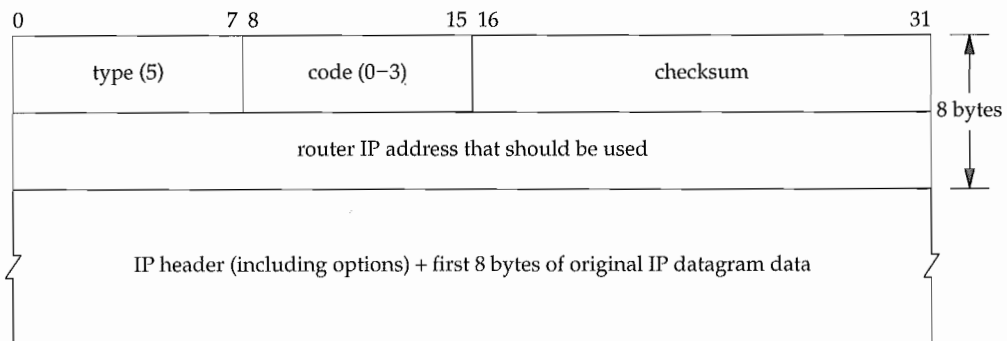 0 7 8 15 16 31
type (5) code (0−3) checksum
8 bytes
router IP address that should be used
IP header (including options) + first 8 bytes of original IP datagram data